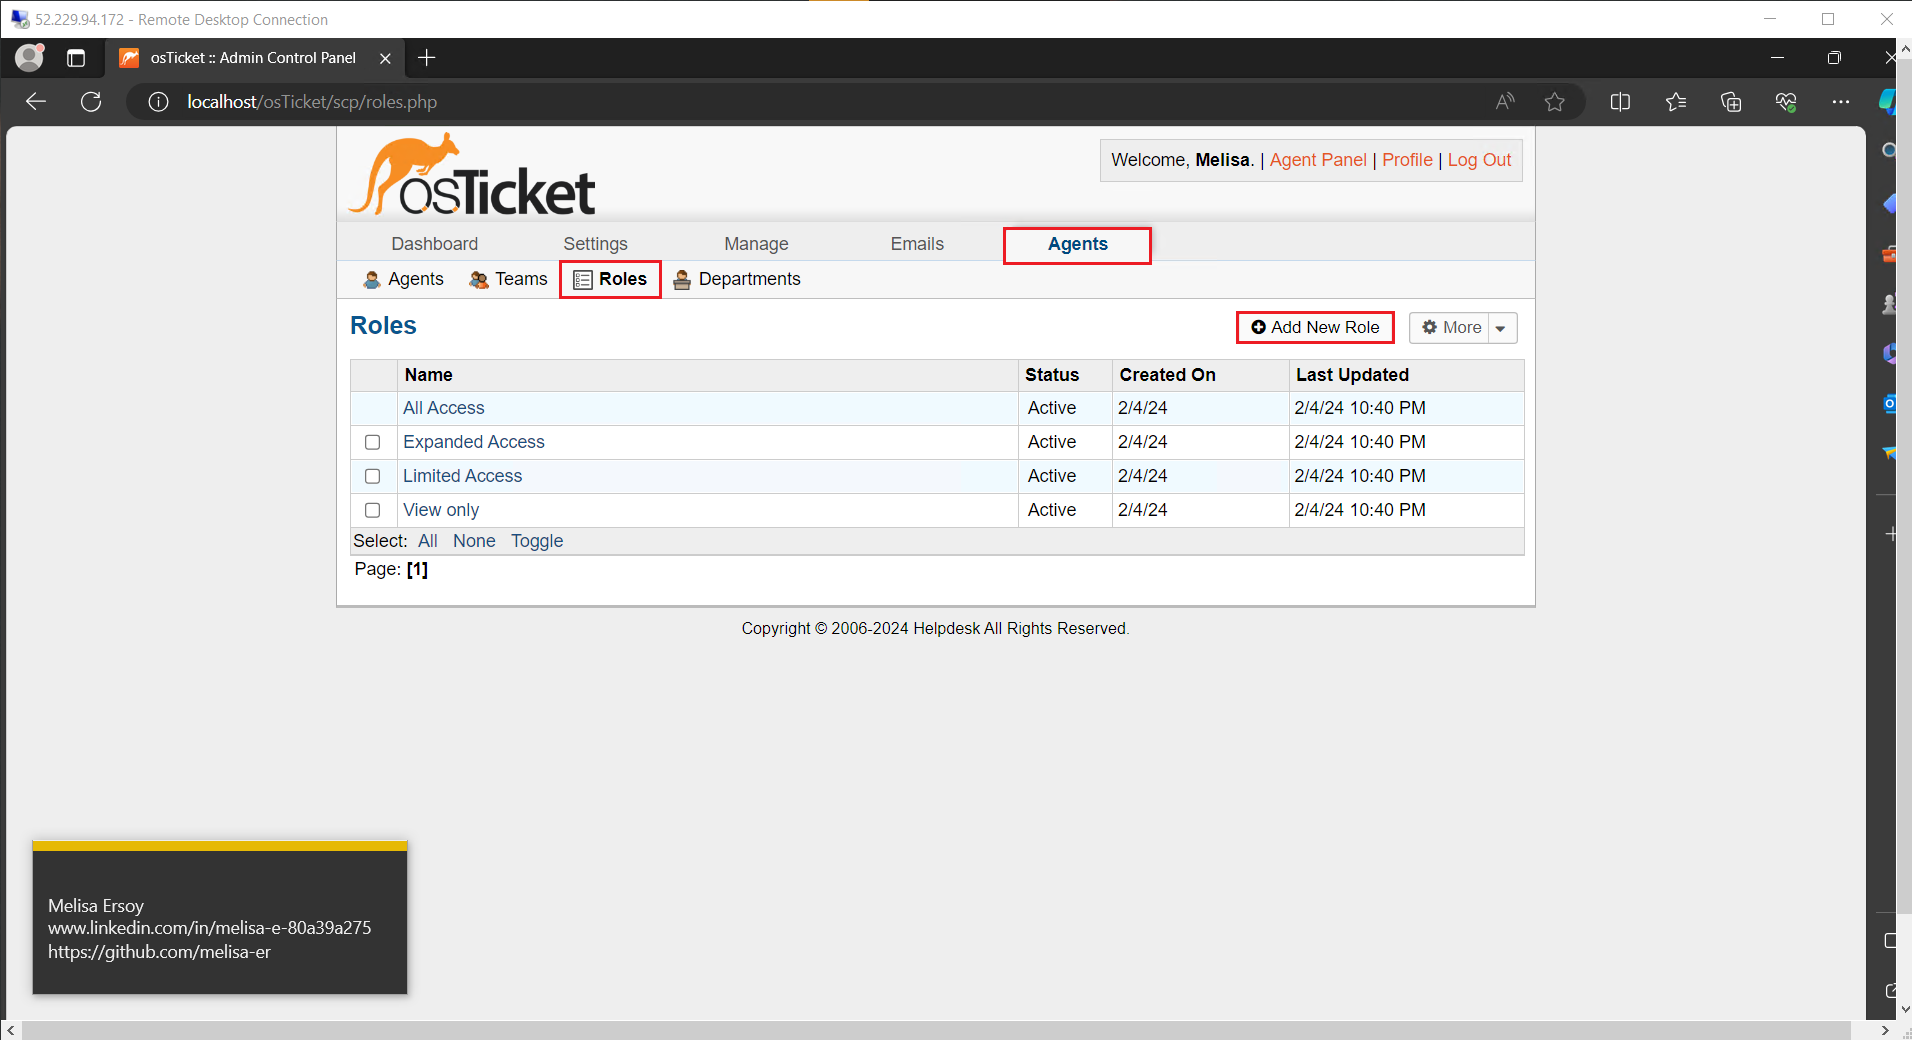 52.229.94.172 - Remote Desktop Connection
osTicket :: Admin Control Panel
localhost/osTicket/scp/roles.php
osTicket
Welcome, Melisa. | Agent Panel | Profile | Log Out
Dashboard Settings Manage Emails Agents
Agents Teams Roles Departments
Roles
Add New Role More
Name Status Created On Last Updated
All Access Active 2/4/24 2/4/24 10:40 PM
Expanded Access Active 2/4/24 2/4/24 10:40 PM
Limited Access Active 2/4/24 2/4/24 10:40 PM
View only Active 2/4/24 2/4/24 10:40 PM
Select: All None Toggle
Page: [1]
Copyright © 2006-2024 Helpdesk All Rights Reserved.
Melisa Ersoy
www.linkedin.com/in/melisa-e-80a39a275
https://github.com/melisa-er